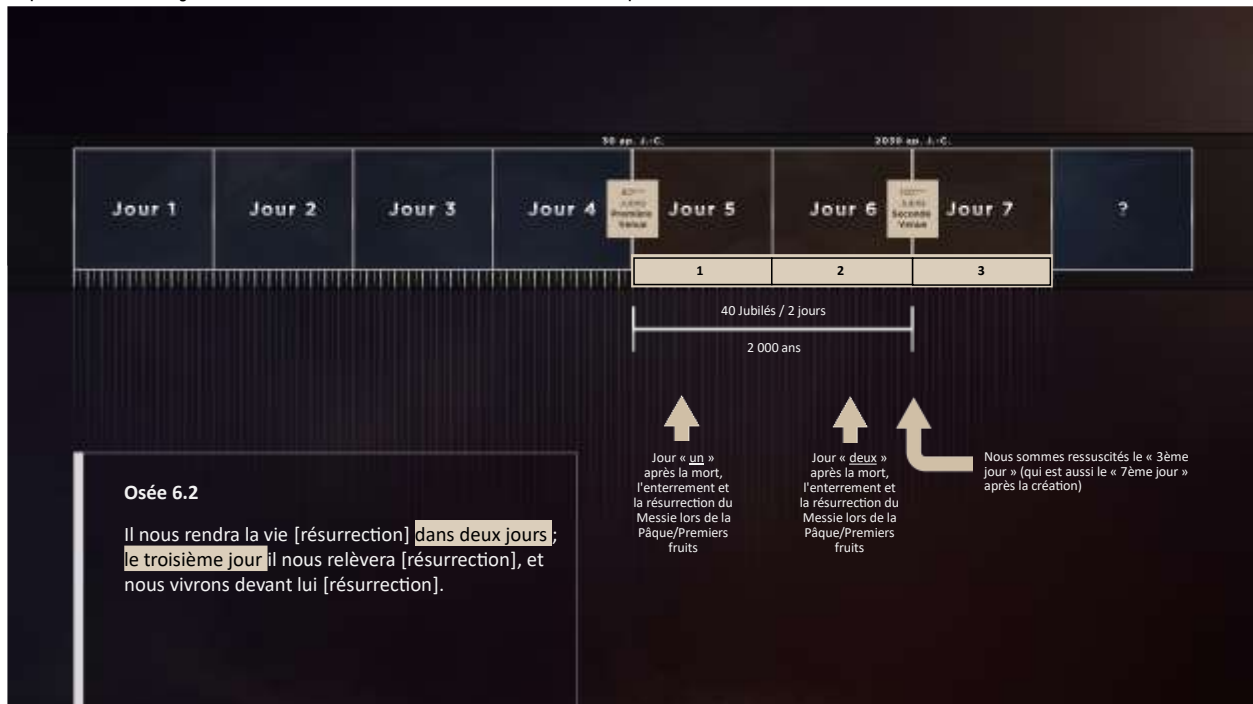 30 ap. J.-C.
2030 ap. J.-C.
Jour 1
Jour 2
Jour 3
Jour 4
Première
Venue
Jour 5
Jour 6
Seconde
Venue
Jour 7
?
1
2
3
40 Jubilés / 2 jours
2 000 ans
Jour « un »
après la mort,
l'enterrement et
la résurrection du
Messie lors de la
Pâque/Premiers
fruits
Jour « deux »
après la mort,
l'enterrement et
la résurrection du
Messie lors de la
Pâque/Premiers
fruits
Nous sommes ressuscités le « 3ème
jour » (qui est aussi le « 7ème jour »
après la création)
Osée 6.2
Il nous rendra la vie [résurrection] dans deux jours ;
le troisième jour il nous relèvera [résurrection], et
nous vivrons devant lui [résurrection].